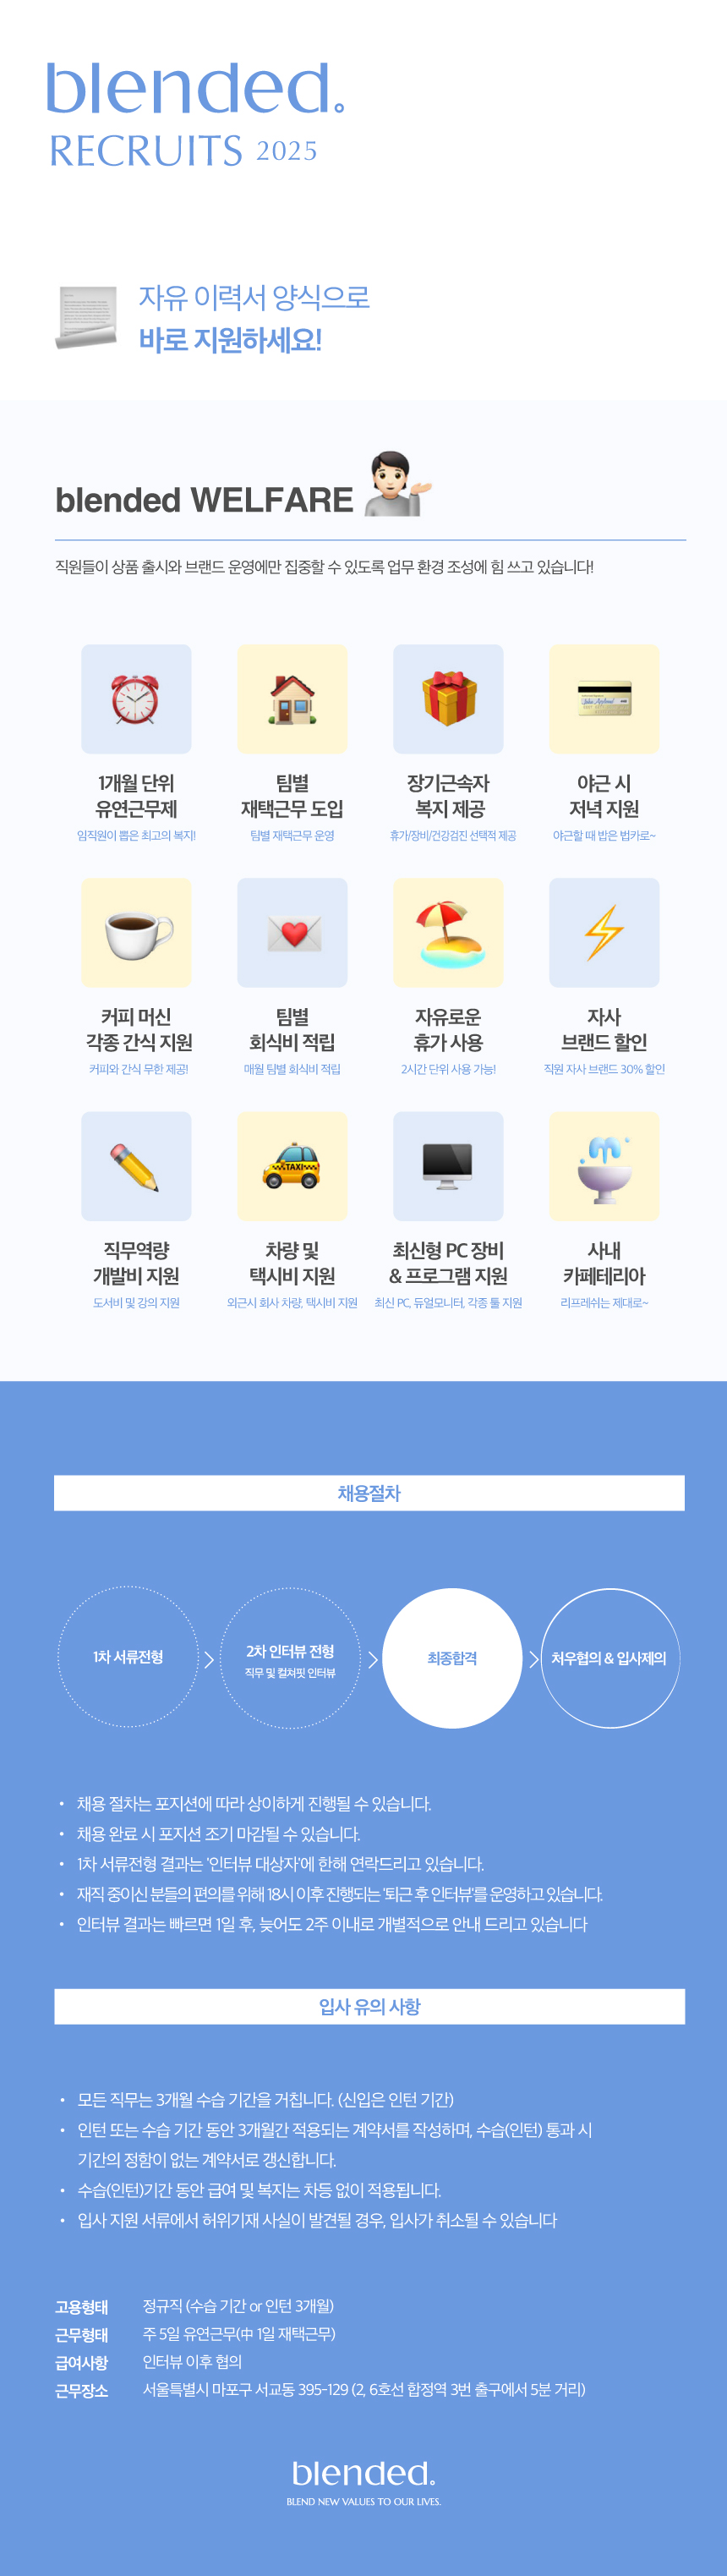 blended.
RECRUITS 2025
자유 이력서 양식으로
바로 지원하세요!
blended WELFARE
직원들이 상품 출시와 브랜드 운영에만 집중할 수 있도록 업무 환경 조성에 힘 쓰고 있습니다!
1개월 단위
유연근무제
임직원이 뽑은 최고의 복지!
팀별
재택근무 도입
팀별 재택근무 운영
장기근속자
복지 제공
휴가/장비/건강검진 선택적 제공
야근 시
저녁 지원
야근할 때 밥은 법카로~
커피 머신
각종 간식 지원
커피와 간식 무한 제공!
팀별
회식비 적립
매월 팀별 회식비 적립
자유로운
휴가 사용
2시간 단위 사용 가능!
자사
브랜드 할인
직원 자사 브랜드 30% 할인
직무역량
개발비 지원
도서비 및 강의 지원
TAXI
차량 및
택시비 지원
외근시 회사 차량, 택시비 지원
최신형 PC 장비
& 프로그램 지원
최신 PC, 듀얼모니터, 각종 툴 지원
사내
카페테리아
리프레쉬는 제대로~
채용절차
1차 서류전형
>
2차 인터뷰 전형
직무 및 컬쳐핏 인터뷰
>
최종합격
>
처우협의 & 입사제의
• 채용 절차는 포지션에 따라 상이하게 진행될 수 있습니다.
• 채용 완료 시 포지션 조기 마감될 수 있습니다.
• 1차 서류전형 결과는 '인터뷰 대상자'에 한해 연락드리고 있습니다.
• 재직 중이신 분들의 편의를 위해 18시 이후 진행되는 '퇴근 후 인터뷰'를 운영하고 있습니다.
• 인터뷰 결과는 빠르면 1일 후, 늦어도 2주 이내로 개별적으로 안내 드리고 있습니다
입사 유의 사항
• 모든 직무는 3개월 수습 기간을 거칩니다. (신입은 인턴 기간)
• 인턴 또는 수습 기간 동안 3개월간 적용되는 계약서를 작성하며, 수습(인턴) 통과 시
기간의 정함이 없는 계약서로 갱신합니다.
• 수습(인턴)기간 동안 급여 및 복지는 차등 없이 적용됩니다.
• 입사 지원 서류에서 허위기재 사실이 발견될 경우, 입사가 취소될 수 있습니다
고용형태 정규직 (수습 기간 or 인턴 3개월)
근무형태 주 5일 유연근무(中 1일 재택근무)
급여사항 인터뷰 이후 협의
근무장소 서울특별시 마포구 서교동 395-129 (2, 6호선 합정역 3번 출구에서 5분 거리)
blended.
BLEND NEW VALUES TO OUR LIVES.